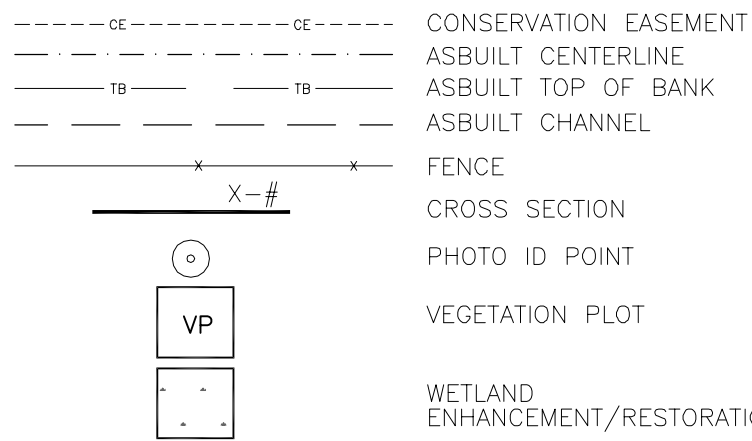 CE CE CONSERVATION EASEMENT
ASBUILT CENTERLINE
TB TB ASBUILT TOP OF BANK
ASBUILT CHANNEL
X X FENCE
X-#
CROSS SECTION
PHOTO ID POINT
VP VEGETATION PLOT
WETLAND